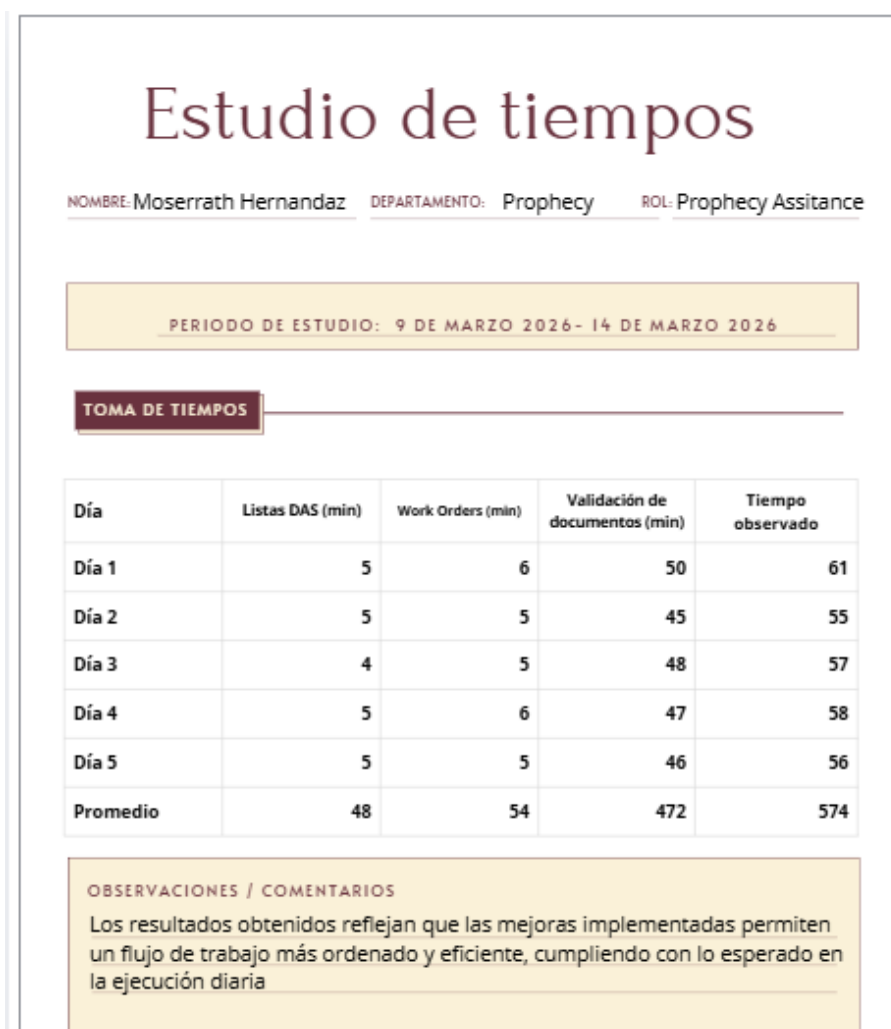 Estudio de tiempos
NOMBRE: Moserrath Hernandaz DEPARTAMENTO: Prophecy ROL: Prophecy Assitance
PERIODO DE ESTUDIO: 9 DE MARZO 2026- 14 DE MARZO 2026
TOMA DE TIEMPOS
Día Listas DAS (min) Work Orders (min) Validación de documentos (min) Tiempo observado
Día 1 5 6 50 61
Día 2 5 5 45 55
Día 3 4 5 48 57
Día 4 5 6 47 58
Día 5 5 5 46 56
Promedio 48 54 472 574
OBSERVACIONES / COMENTARIOS
Los resultados obtenidos reflejan que las mejoras implementadas permiten
un flujo de trabajo más ordenado y eficiente, cumpliendo con lo esperado en
la ejecución diaria